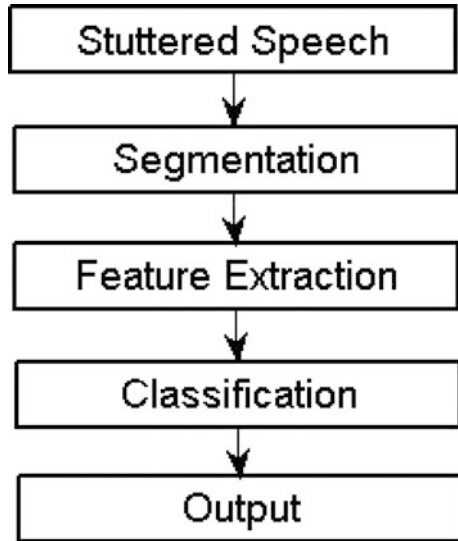 Stuttered Speech
Segmentation
Feature Extraction
Classification
Output